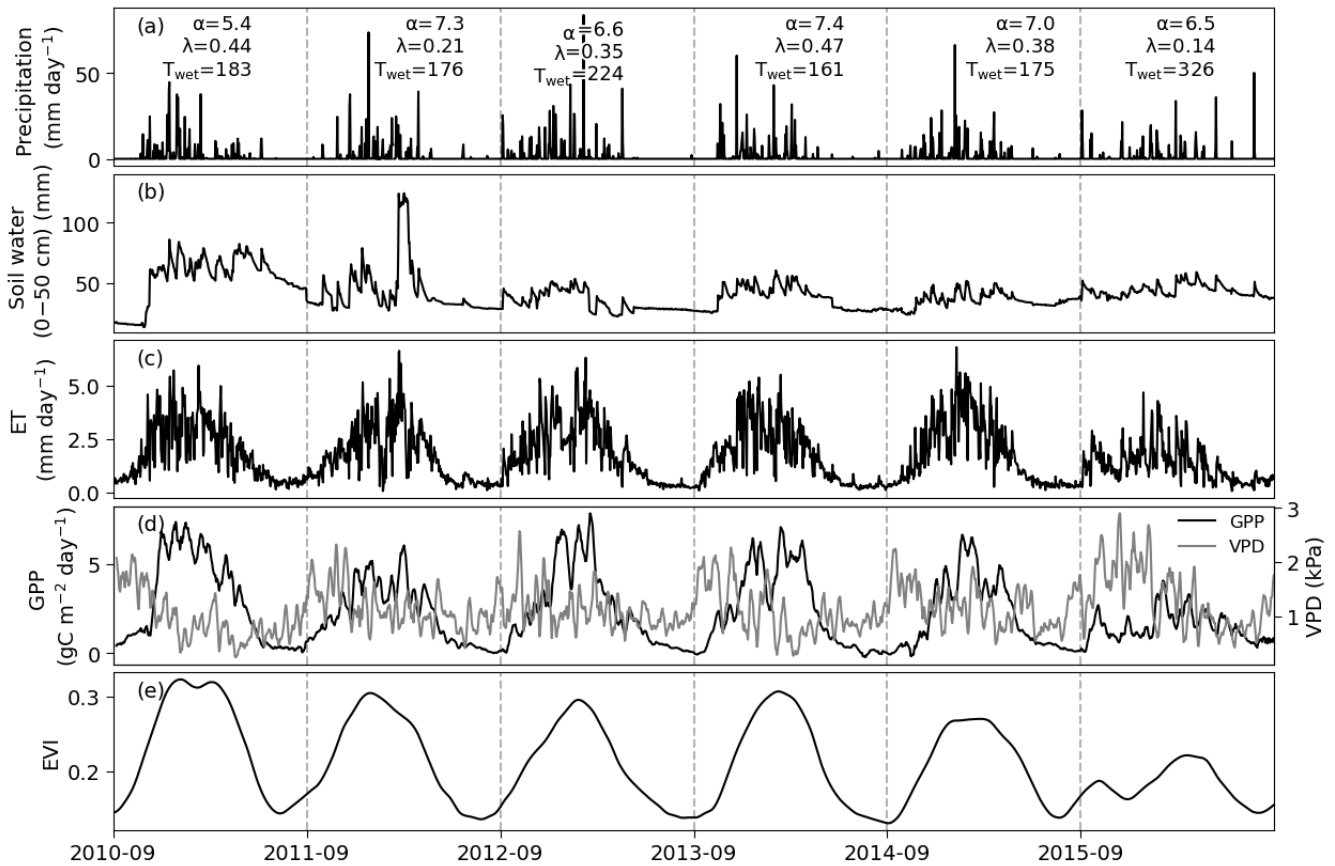 (a)
α=5.4
λ=0.44
T_wet=183
α=7.3
λ=0.21
T_wet=176
α=6.6
λ=0.35
T_wet=224
α=7.4
λ=0.47
T_wet=161
α=7.0
λ=0.38
T_wet=175
α=6.5
λ=0.14
T_wet=326
Precipitation
(mm day⁻¹)
50
0
(b)
Soil water
(0−50 cm) (mm)
100
50
(c)
ET
(mm day⁻¹)
5.0
2.5
0.0
(d)
GPP
(gC m⁻² day⁻¹)
5
0
GPP
VPD
3
2
1
VPD (kPa)
(e)
EVI
0.3
0.2
2010-09 2011-09 2012-09 2013-09 2014-09 2015-09